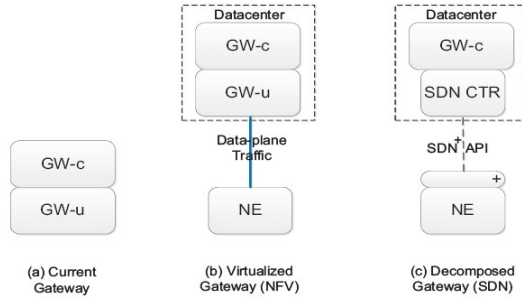 Datacenter
GW-c
GW-u
Data-plane
Traffic
NE
Datacenter
GW-c
SDN CTR
SDN + API
+
NE
GW-c
GW-u
(a) Current
Gateway
(b) Virtualized
Gateway (NFV)
(c) Decomposed
Gateway (SDN)